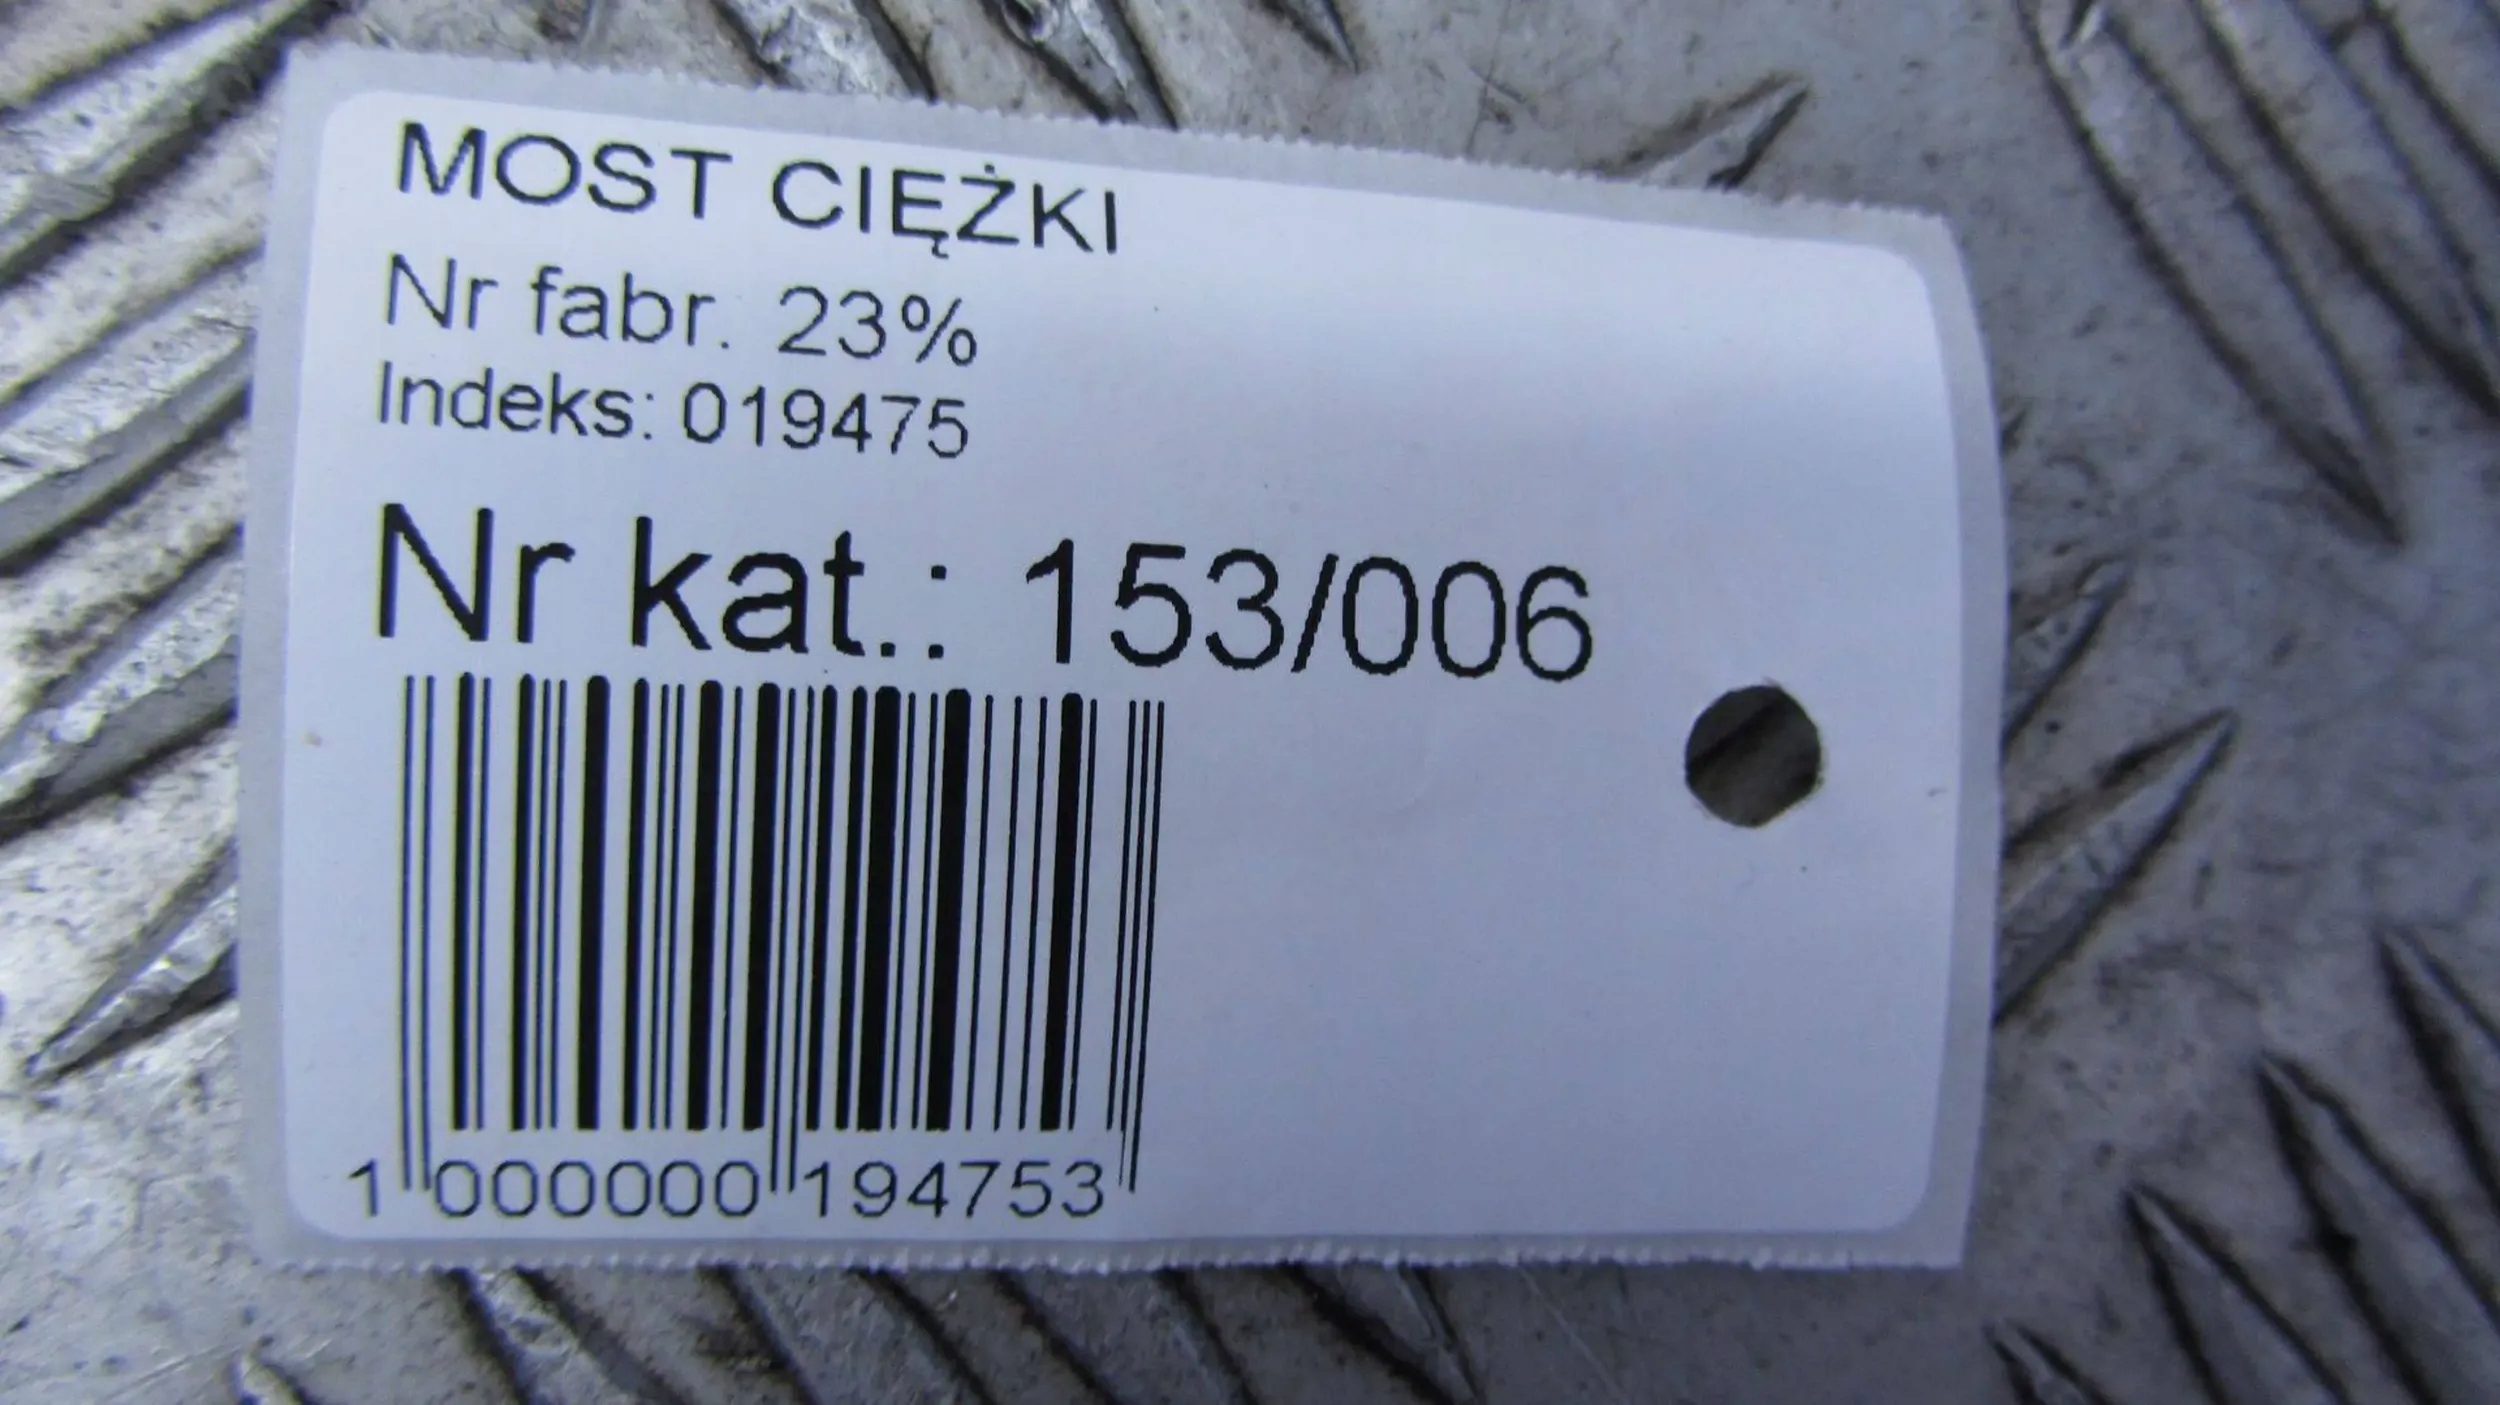 MOST CIĘŻKI
Nr fabr. 23%
Indeks: 019475
Nr kat.: 153/006
1 000000 194753